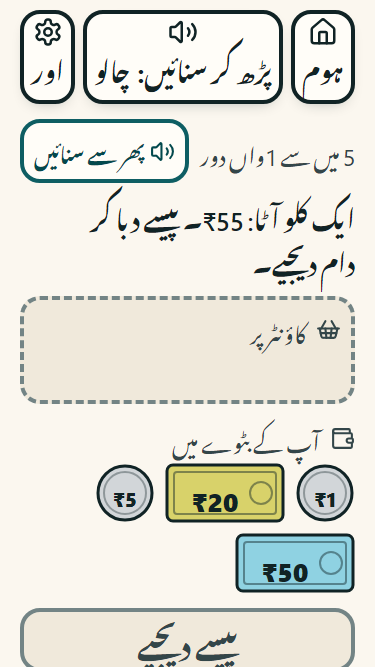 ہوم
پڑھ کر سنائیں: چالو
اور
5 میں سے 1واں دور
پھر سے سنائیں
ایک کلو آٹا: ₹55۔ پیسے دبا کر
دام دیجیے۔
کاؤنٹر پر
آپ کے بٹوے میں
₹1
₹20
₹5
₹50
پیسے دیجیے